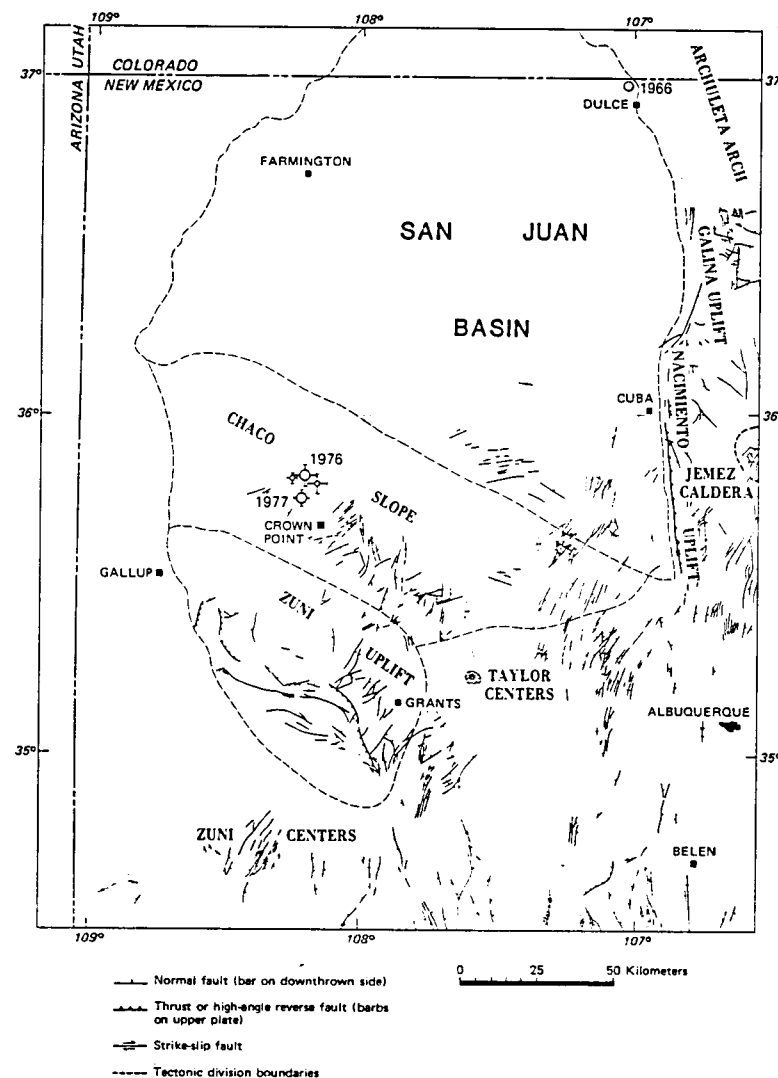 109°
108°
107°
ARIZONA UTAH
COLORADO
NEW MEXICO
37°
37°
1966
DULCE
ARCHULETA ARCH
FARMINGTON
SAN JUAN
BASIN
GALINA UPLIFT
NACIMIENTO
UPLIFT
CUBA
36°
36°
JEMEZ
CALDERA
CHACO
SLOPE
1976
1977
CROWN
POINT
GALLUP
ZUNI
UPLIFT
GRANTS
TAYLOR
CENTERS
ALBUQUERQUE
35°
35°
ZUNI CENTERS
BELEN
109°
108°
107°
Normal fault (bar on downthrown side)
Thrust or high-angle reverse fault (barbs
on upper plate)
Strike-slip fault
Tectonic division boundaries
0 25 50 Kilometers